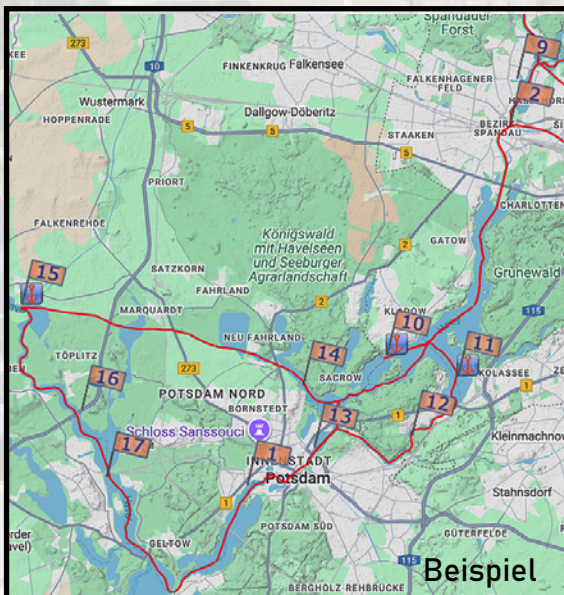 Spandauer
Forst
9
273
10
FINKENKRUG
Falkensee
FALKENHAGENER
FELD
2
Wustermark
HOPPENRADE
Dallgow-Döberitz
BEZIRK
SPANDAU
5
5
STAAKEN
5
PRIORT
CHARLOTTEN
Königswald
mit Havelseen
und Seeburger
Agrarlandschaft
GATOW
FALKENREHDE
2
Grunewald
15
SATZKORN
FAHRLAND
115
2
MARQUARDT
KLADOW
10
NEU FAHRLAND
11
14
TÖPLITZ
273
SACROW
KOLASSEE
16
POTSDAM NORD
12
1
BORNSTEDT
13
Schloss Sanssouci
Kleinmachnow
17
1
INNENSTADT
Potsdam
Stahnsdorf
1
POTSDAM SÜD
GELTOW
GÜTERFELDE
115
BERGHOLZ-REHBRÜCKE
Beispiel